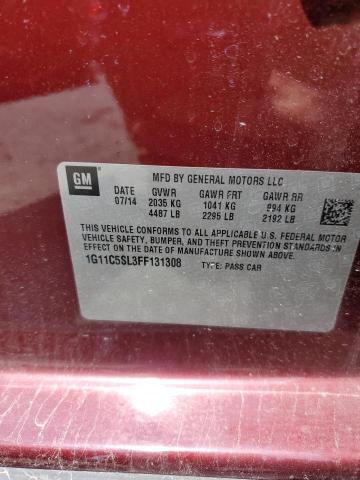 GM
MFD BY GENERAL MOTORS LLC
DATE GVWR GAWR FRT GAWR RR
07/14 2035 KG 1041 KG 994 KG
4487 LB 2295 LB 2192 LB
THIS VEHICLE CONFORMS TO ALL APPLICABLE U.S. FEDERAL MOTOR
VEHICLE SAFETY, BUMPER, AND THEFT PREVENTION STANDARDS IN
EFFECT ON THE DATE OF MANUFACTURE SHOWN ABOVE.
1G11C5SL3FF131308 TYPE: PASS CAR